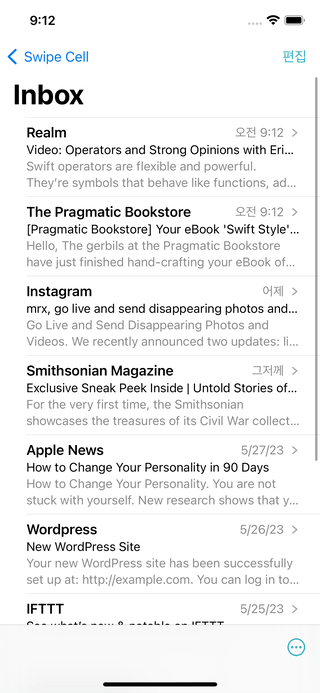 9:12
Swipe Cell
편집
Inbox
Realm 오전 9:12
Video: Operators and Strong Opinions with Eri...
Swift operators are flexible and powerful.
They're symbols that behave like functions, ad...
The Pragmatic Bookstore 오전 9:12
[Pragmatic Bookstore] Your eBook 'Swift Style'...
Hello, The gerbils at the Pragmatic Bookstore
have just finished hand-crafting your eBook of...
Instagram 어제
mrx, go live and send disappearing photos and...
Go Live and Send Disappearing Photos and
Videos. We recently announced two updates: li...
Smithsonian Magazine 그저께
Exclusive Sneak Peek Inside | Untold Stories of...
For the very first time, the Smithsonian
showcases the treasures of its Civil War collect...
Apple News 5/27/23
How to Change Your Personality in 90 Days
How to Change Your Personality. You are not
stuck with yourself. New research shows that y...
Wordpress 5/26/23
New WordPress Site
Your new WordPress site has been successfully
set up at: http://example.com. You can log in to...
IFTTT 5/25/23
See what's new & notable on IFTTT